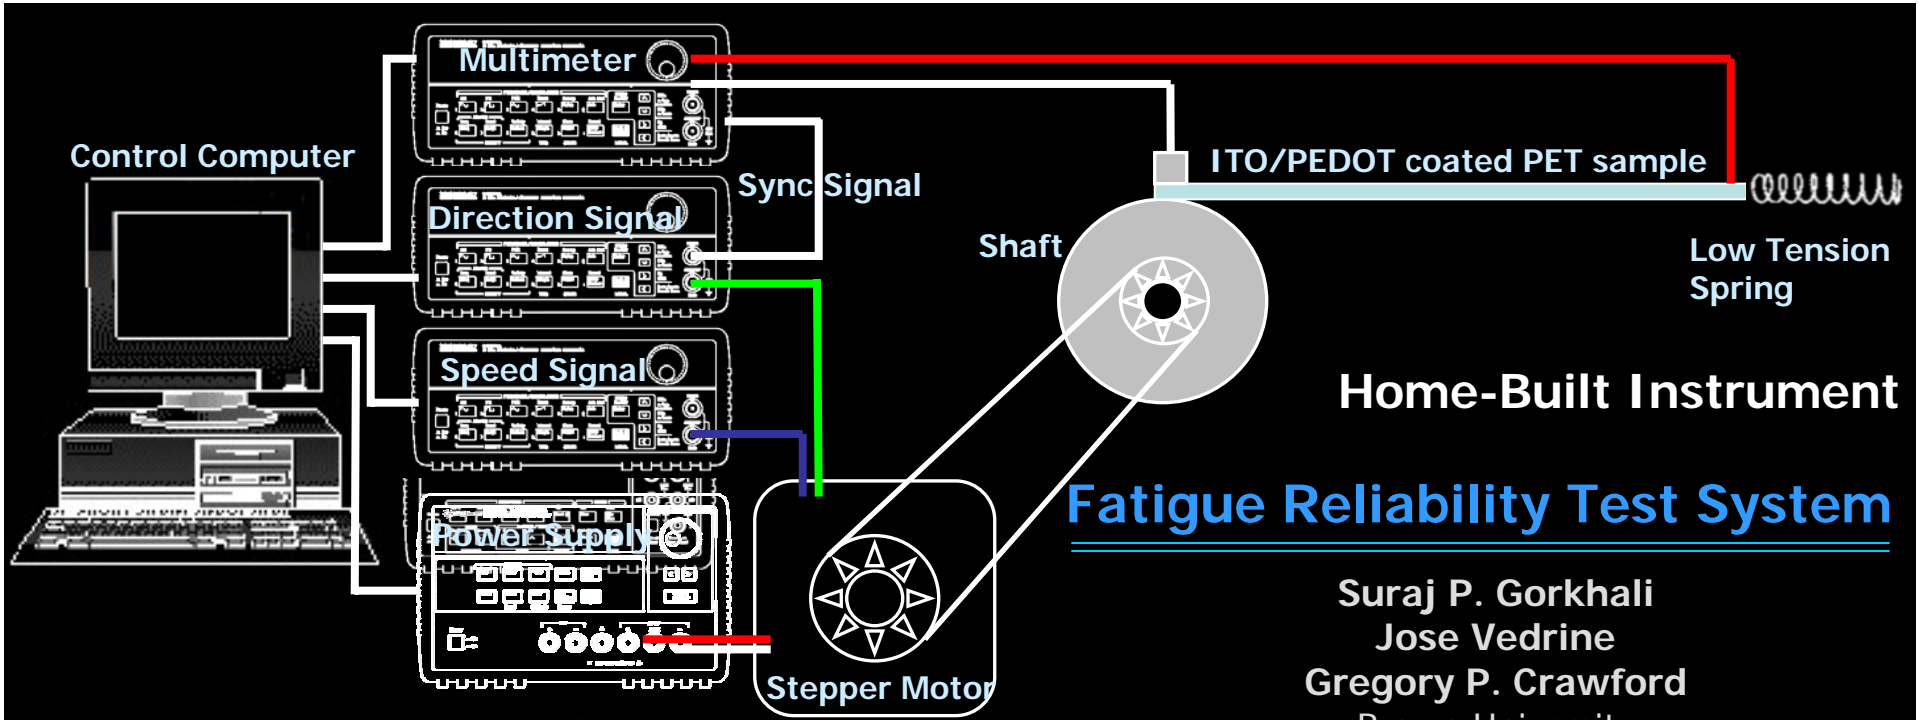 Multimeter
Control Computer
ITO/PEDOT coated PET sample
Sync Signal
Direction Signal
Shaft
Low Tension
Spring
Speed Signal
Home-Built Instrument
Fatigue Reliability Test System
Power Supply
Suraj P. Gorkhali
Jose Vedrine
Gregory P. Crawford
Stepper Motor